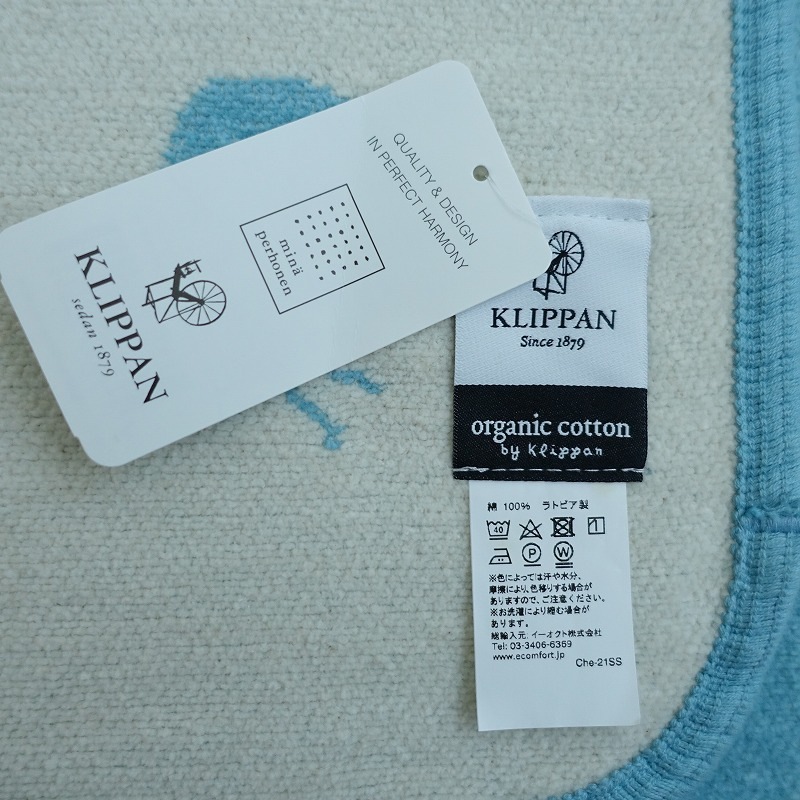 QUALITY & DESIGN
IN PERFECT HARMONY
minä
perhonen
KLIPPAN
sedan 1879
KLIPPAN
Since 1879
organic cotton
by klippan
綿 100% ラトビア製
40
P W
※色によっては汗や水分、
摩擦により、色移りする場合が
ありますので、ご注意ください。
※お洗濯により縮む場合が
あります。
総輸入元: イーオクト株式会社
Tel: 03-3406-6369
www.ecomfort.jp
Che-21SS